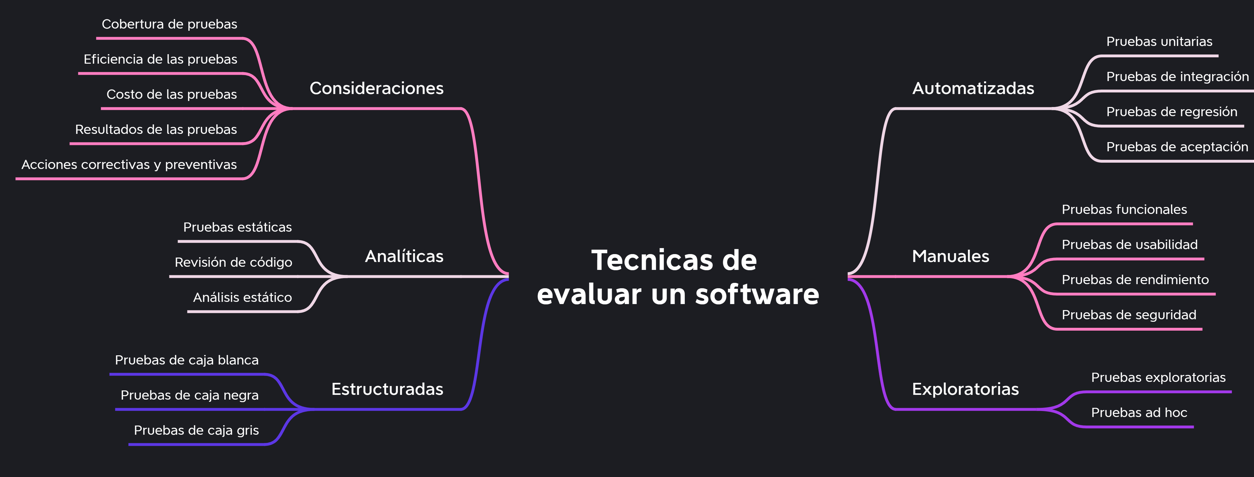 Tecnicas de
evaluar un software
Consideraciones
Cobertura de pruebas
Eficiencia de las pruebas
Costo de las pruebas
Resultados de las pruebas
Acciones correctivas y preventivas
Analíticas
Pruebas estáticas
Revisión de código
Análisis estático
Estructuradas
Pruebas de caja blanca
Pruebas de caja negra
Pruebas de caja gris
Automatizadas
Pruebas unitarias
Pruebas de integración
Pruebas de regresión
Pruebas de aceptación
Manuales
Pruebas funcionales
Pruebas de usabilidad
Pruebas de rendimiento
Pruebas de seguridad
Exploratorias
Pruebas exploratorias
Pruebas ad hoc